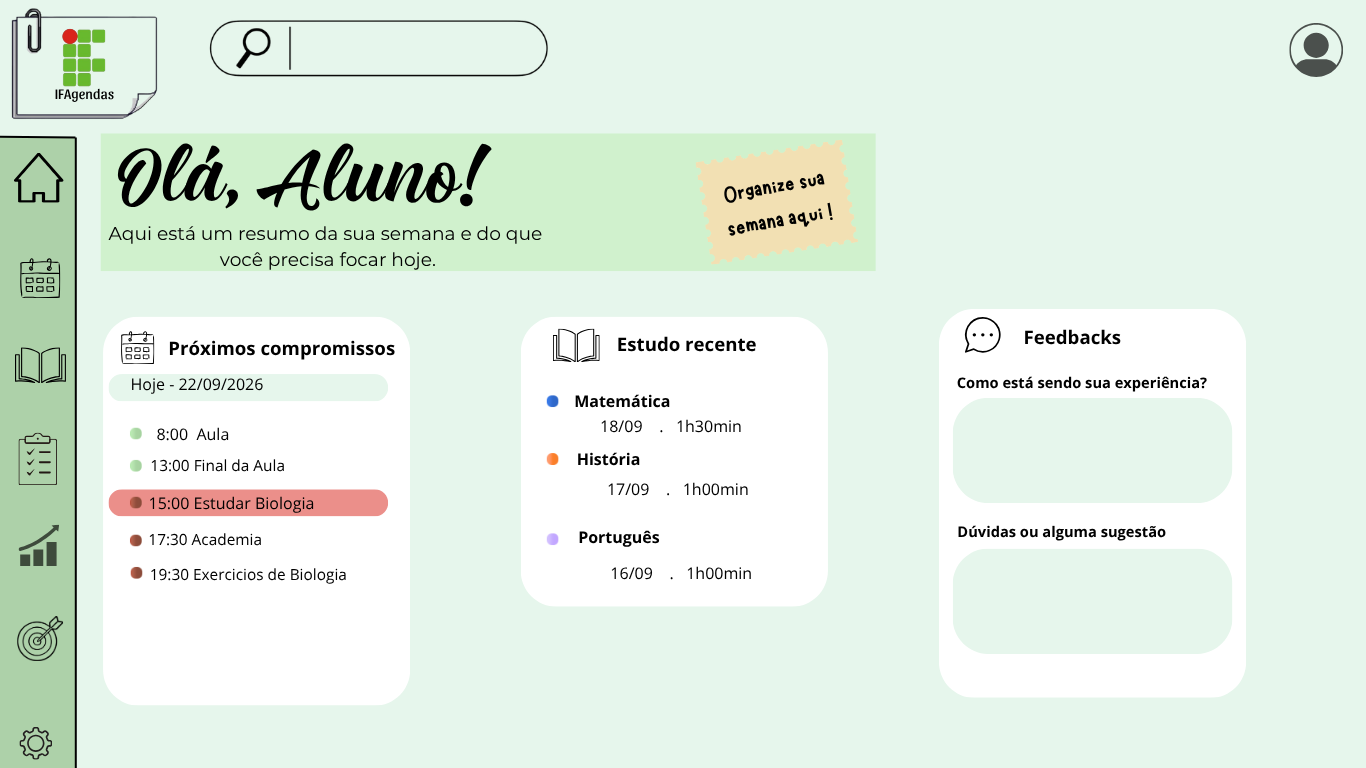 IFAgendas
Olá, Aluno!
Aqui está um resumo da sua semana e do que
você precisa focar hoje.
Organize sua
semana aqui !
Próximos compromissos
Hoje - 22/09/2026
8:00 Aula
13:00 Final da Aula
15:00 Estudar Biologia
17:30 Academia
19:30 Exercicios de Biologia
Estudo recente
Matemática
18/09 . 1h30min
História
17/09 . 1h00min
Português
16/09 . 1h00min
Feedbacks
Como está sendo sua experiência?
Dúvidas ou alguma sugestão